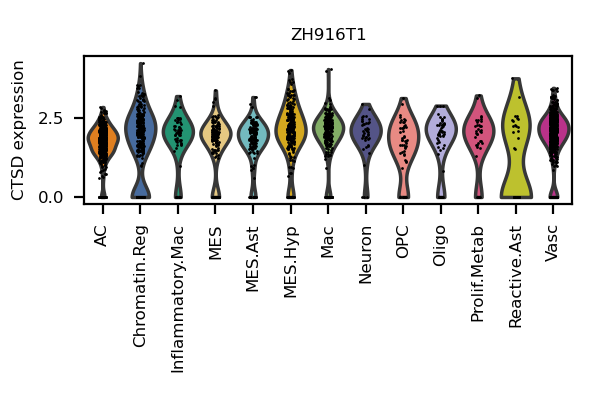 ZH916T1
CTSD expression
2.5
0.0
AC
Chromatin.Reg
Inflammatory.Mac
MES
MES.Ast
MES.Hyp
Mac
Neuron
OPC
Oligo
Prolif.Metab
Reactive.Ast
Vasc